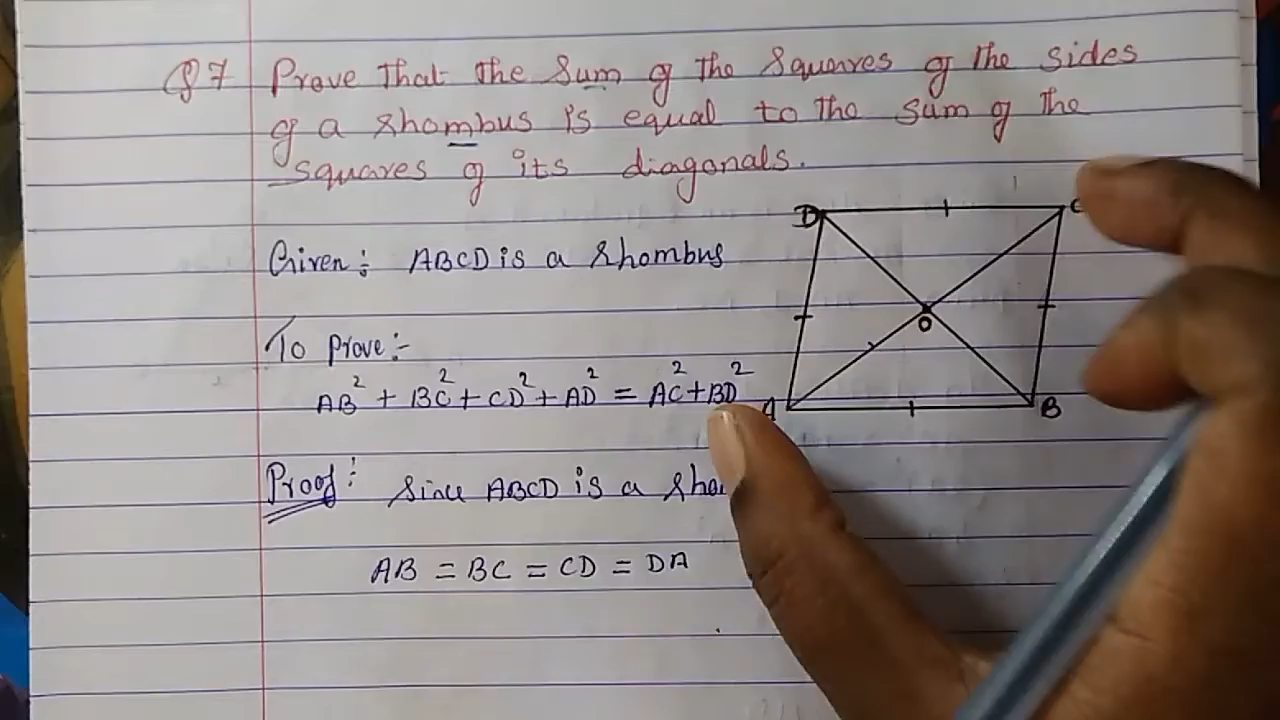 Q7 Prove That the Sum of the Squares of the sides
of a rhombus is equal to the sum of the
squares of its diagonals.
Given: ABCD is a rhombus
To prove:-
AB² + BC² + CD² + AD² = AC² + BD²
Proof: Since ABCD is a
AB = BC = CD = DA
D
C
O
A
B